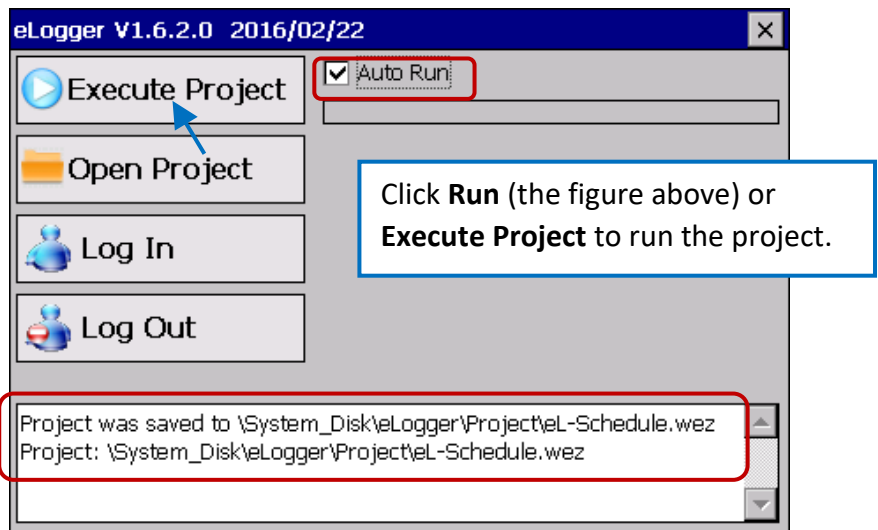 eLogger V1.6.2.0 2016/02/22
Execute Project
Auto Run
Open Project
Click Run (the figure above) or
Execute Project to run the project.
Log In
Log Out
Project was saved to \System_Disk\eLogger\Project\eL-Schedule.wez
Project: \System_Disk\eLogger\Project\eL-Schedule.wez